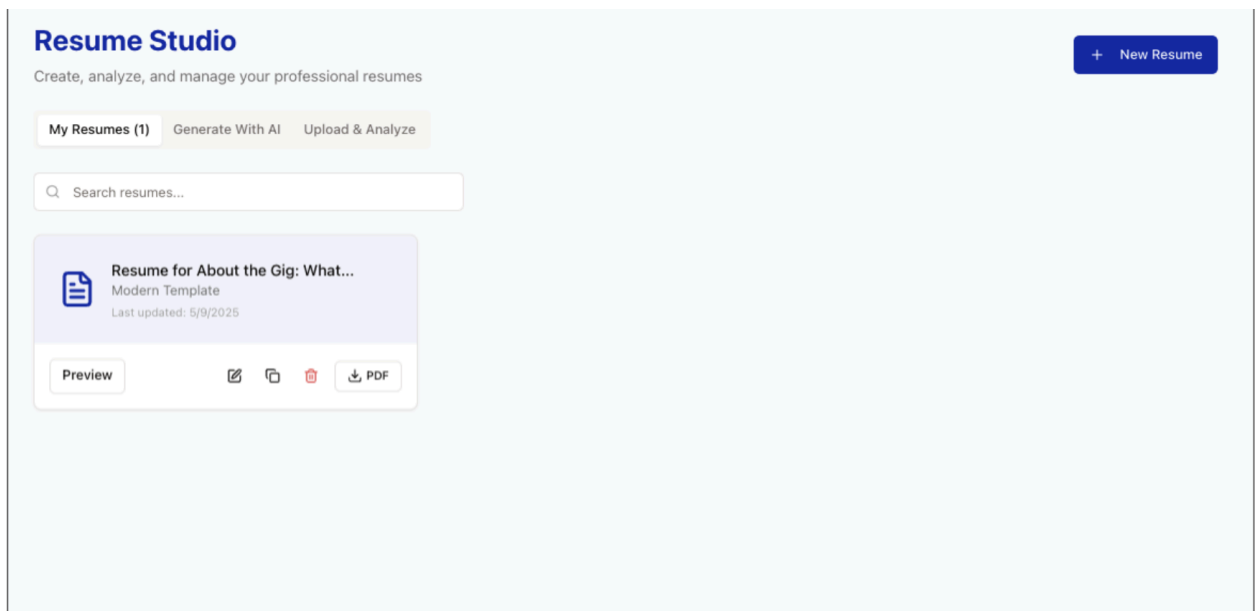 Resume Studio
+ New Resume
Create, analyze, and manage your professional resumes
My Resumes (1) Generate With AI Upload & Analyze
Search resumes...
Resume for About the Gig: What...
Modern Template
Last updated: 5/9/2025
Preview PDF